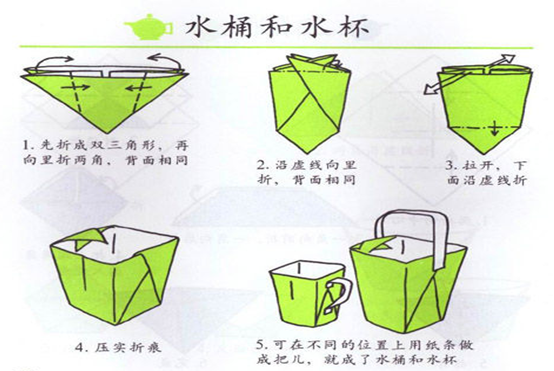 水桶和水杯
1. 先折成双三角形，再
向里折两角，背面相同
2. 沿虚线向里
折，背面相同
3. 拉开，下
面沿虚线折
4. 压实折痕
5. 可在不同的位置上用纸条做
成把儿，就成了水桶和水杯